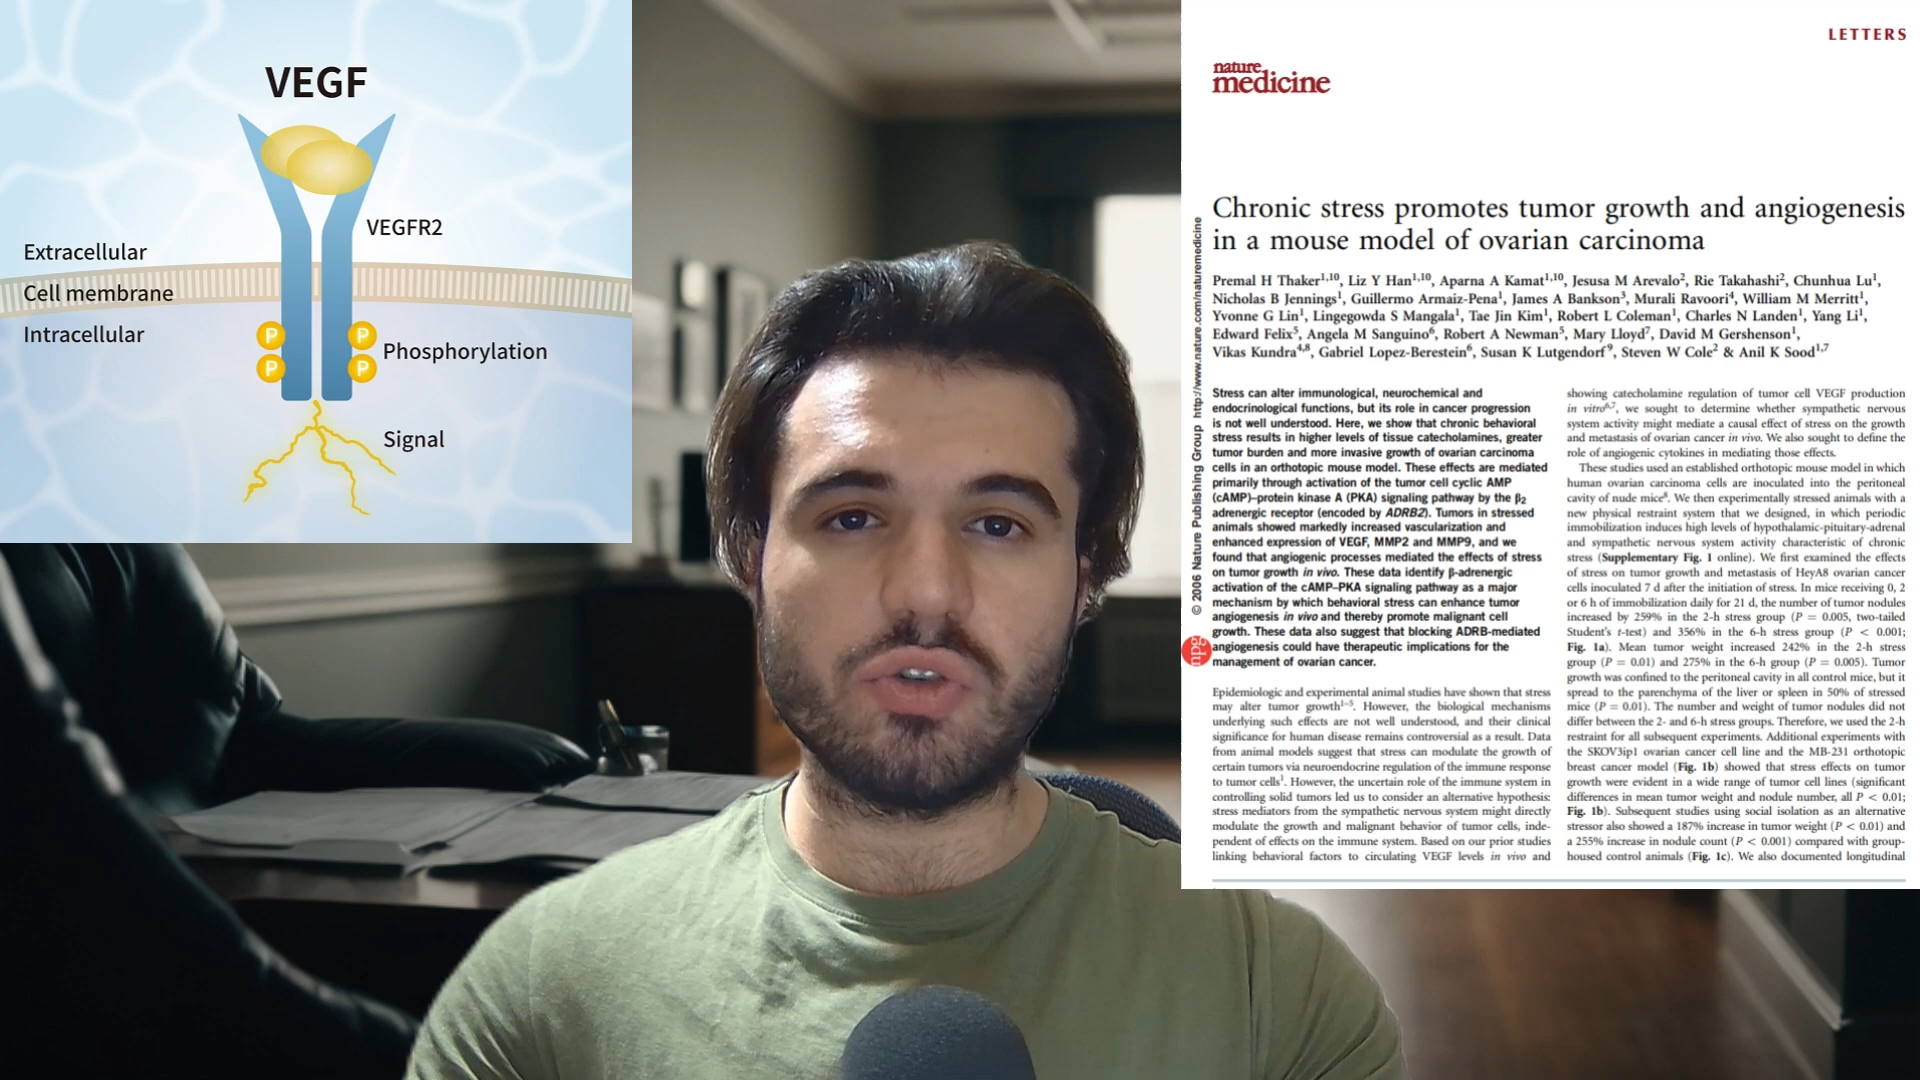 VEGF
VEGFR2
Extracellular
Cell membrane
Intracellular
P
P
P
P
Phosphorylation
Signal
LETTERS
nature
medicine
Chronic stress promotes tumor growth and angiogenesis
in a mouse model of ovarian carcinoma
Premal H Thaker1,10, Liz Y Han1,10, Aparna A Kamat1,10, Jesusa M Arevalo2, Rie Takahashi2, Chunhua Lu1,
Nicholas B Jennings1, Guillermo Armaiz-Pena1, James A Bankson3, Murali Ravoori4, William M Merritt1,
Yvonne G Lin1, Lingegowda S Mangala1, Tae Jin Kim1, Robert L Coleman1, Charles N Landen1, Yang Li1,
Edward Felix5, Angela M Sanguino6, Robert A Newman5, Mary Lloyd7, David M Gershenson1,
Vikas Kundra4,8, Gabriel Lopez-Berestein6, Susan K Lutgendorf9, Steven W Cole2 & Anil K Sood1,7
Stress can alter immunological, neurochemical and
endocrinological functions, but its role in cancer progression
is not well understood. Here, we show that chronic behavioral
stress results in higher levels of tissue catecholamines, greater
tumor burden and more invasive growth of ovarian carcinoma
cells in an orthotopic mouse model. These effects are mediated
primarily through activation of the tumor cell cyclic AMP
(cAMP)–protein kinase A (PKA) signaling pathway by the β2
adrenergic receptor (encoded by ADRB2). Tumors in stressed
animals showed markedly increased vascularization and
enhanced expression of VEGF, MMP2 and MMP9, and we
found that angiogenic processes mediated the effects of stress
on tumor growth in vivo. These data identify β-adrenergic
activation of the cAMP–PKA signaling pathway as a major
mechanism by which behavioral stress can enhance tumor
angiogenesis in vivo and thereby promote malignant cell
growth. These data also suggest that blocking ADRB-mediated
angiogenesis could have therapeutic implications for the
management of ovarian cancer.
Epidemiologic and experimental animal studies have shown that stress
may alter tumor growth1–5. However, the biological mechanisms
underlying such effects are not well understood, and their clinical
significance for human disease remains controversial as a result. Data
from animal models suggest that stress can modulate the growth of
certain tumors via neuroendocrine regulation of the immune response
to tumor cells1. However, the uncertain role of the immune system in
controlling solid tumors led us to consider an alternative hypothesis:
stress mediators from the sympathetic nervous system might directly
modulate the growth and malignant behavior of tumor cells, inde-
pendent of effects on the immune system. Based on our prior studies
linking behavioral factors to circulating VEGF levels in vivo and
showing catecholamine regulation of tumor cell VEGF production
in vitro6,7, we sought to determine whether sympathetic nervous
system activity might mediate a causal effect of stress on the growth
and metastasis of ovarian cancer in vivo. We also sought to define the
role of angiogenic cytokines in mediating those effects.
These studies used an established orthotopic mouse model in which
human ovarian carcinoma cells are inoculated into the peritoneal
cavity of nude mice8. We then experimentally stressed animals with a
new physical restraint system that we designed, in which periodic
immobilization induces high levels of hypothalamic-pituitary-adrenal
and sympathetic nervous system activity characteristic of chronic
stress (Supplementary Fig. 1 online). We first examined the effects
of stress on tumor growth and metastasis of HeyA8 ovarian cancer
cells inoculated 7 d after the initiation of stress. In mice receiving 0, 2
or 6 h of immobilization daily for 21 d, the number of tumor nodules
increased by 259% in the 2-h stress group (P = 0.005, two-tailed
Student's t-test) and 356% in the 6-h stress group (P < 0.001;
Fig. 1a). Mean tumor weight increased 242% in the 2-h stress
group (P = 0.01) and 275% in the 6-h group (P = 0.005). Tumor
growth was confined to the peritoneal cavity in all control mice, but it
spread to the parenchyma of the liver or spleen in 50% of stressed
mice (P = 0.01). The number and weight of tumor nodules did not
differ between the 2- and 6-h stress groups. Therefore, we used the 2-h
restraint for all subsequent experiments. Additional experiments with
the SKOV3ip1 ovarian cancer cell line and the MB-231 orthotopic
breast cancer model (Fig. 1b) showed that stress effects on tumor
growth were evident in a wide range of tumor cell lines (significant
differences in mean tumor weight and nodule number, all P < 0.01;
Fig. 1b). Subsequent studies using social isolation as an alternative
stressor also showed a 187% increase in tumor weight (P < 0.01) and
a 255% increase in nodule count (P < 0.001) compared with group-
housed control animals (Fig. 1c). We also documented longitudinal
© 2006 Nature Publishing Group http://www.nature.com/naturemedicine
npg